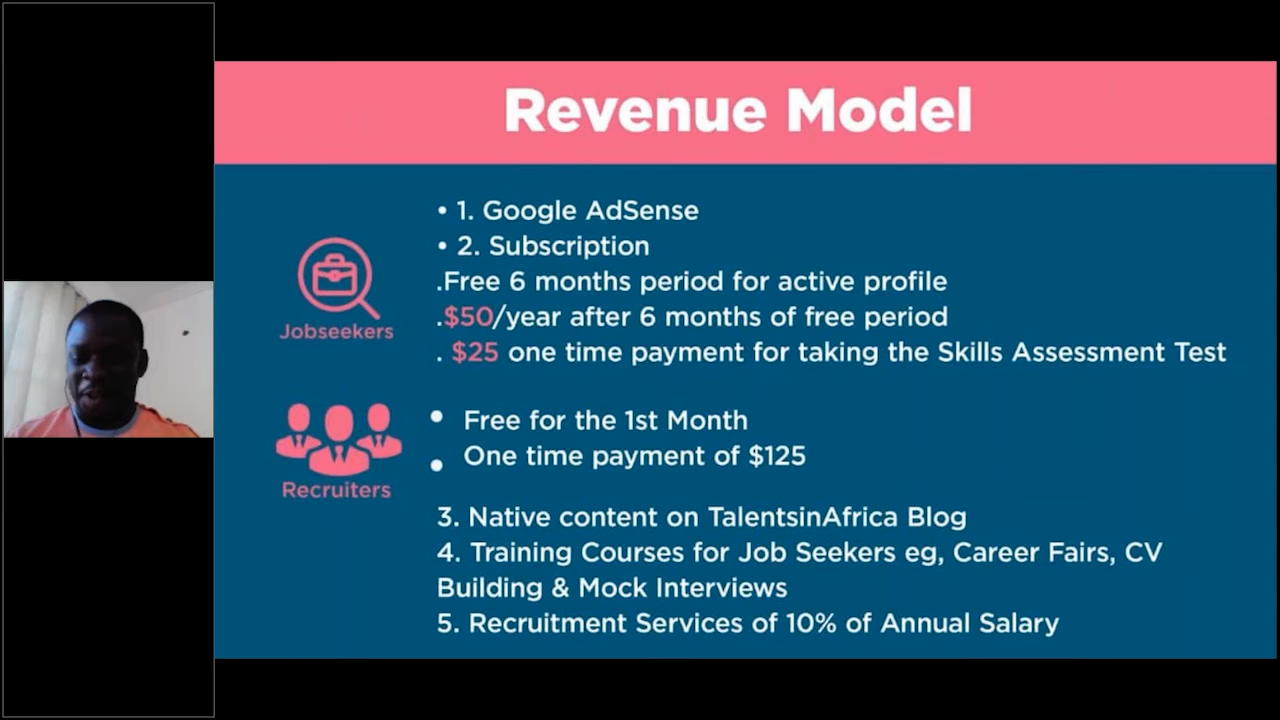 Revenue Model
• 1. Google AdSense
• 2. Subscription
.Free 6 months period for active profile
.$50/year after 6 months of free period
. $25 one time payment for taking the Skills Assessment Test
Jobseekers
• Free for the 1st Month
• One time payment of $125
Recruiters
3. Native content on TalentsinAfrica Blog
4. Training Courses for Job Seekers eg, Career Fairs, CV
Building & Mock Interviews
5. Recruitment Services of 10% of Annual Salary